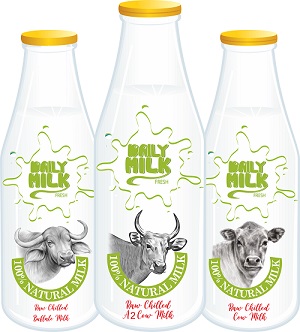 DAILY
MILK
FRESH
100% NATURAL MILK
Raw Chilled
Buffalo Milk
DAILY
MILK
FRESH
100% NATURAL MILK
Raw Chilled
A2 Cow Milk
DAILY
MILK
FRESH
100% NATURAL MILK
Raw Chilled
Cow Milk